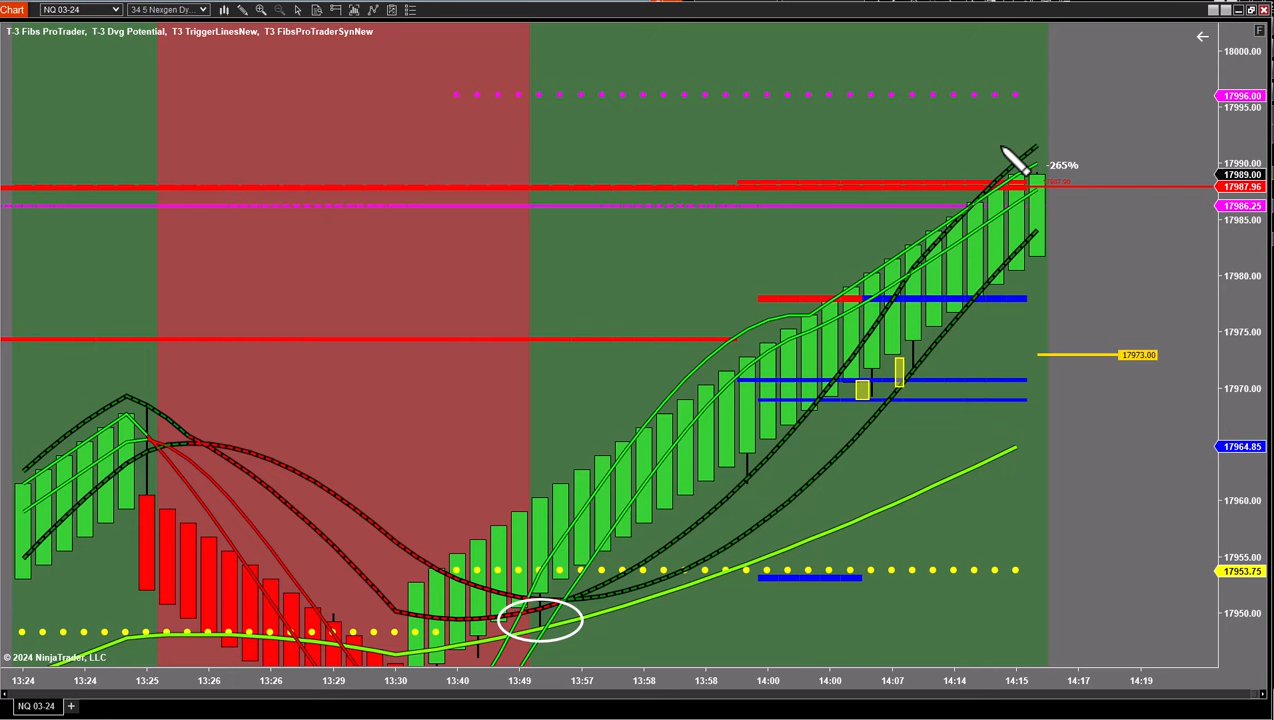 Chart
NQ 03-24
34 5 Nexgen Dy...
T-3 Fibs ProTrader, T-3 Dvg Potential, T3 TriggerLinesNew, T3 FibsProTraderSynNew
F
18000.00
17996.00
17995.00
-265%
17990.00
17989.00
17987.96
17986.25
17985.00
17980.00
17975.00
17973.00
17970.00
17964.85
17960.00
17955.00
17953.75
17950.00
© 2024 NinjaTrader, LLC
13:24 13:24 13:25 13:26 13:26 13:29 13:30 13:40 13:49 13:57 13:58 13:58 14:00 14:00 14:07 14:14 14:15 14:17 14:19
NQ 03-24 +